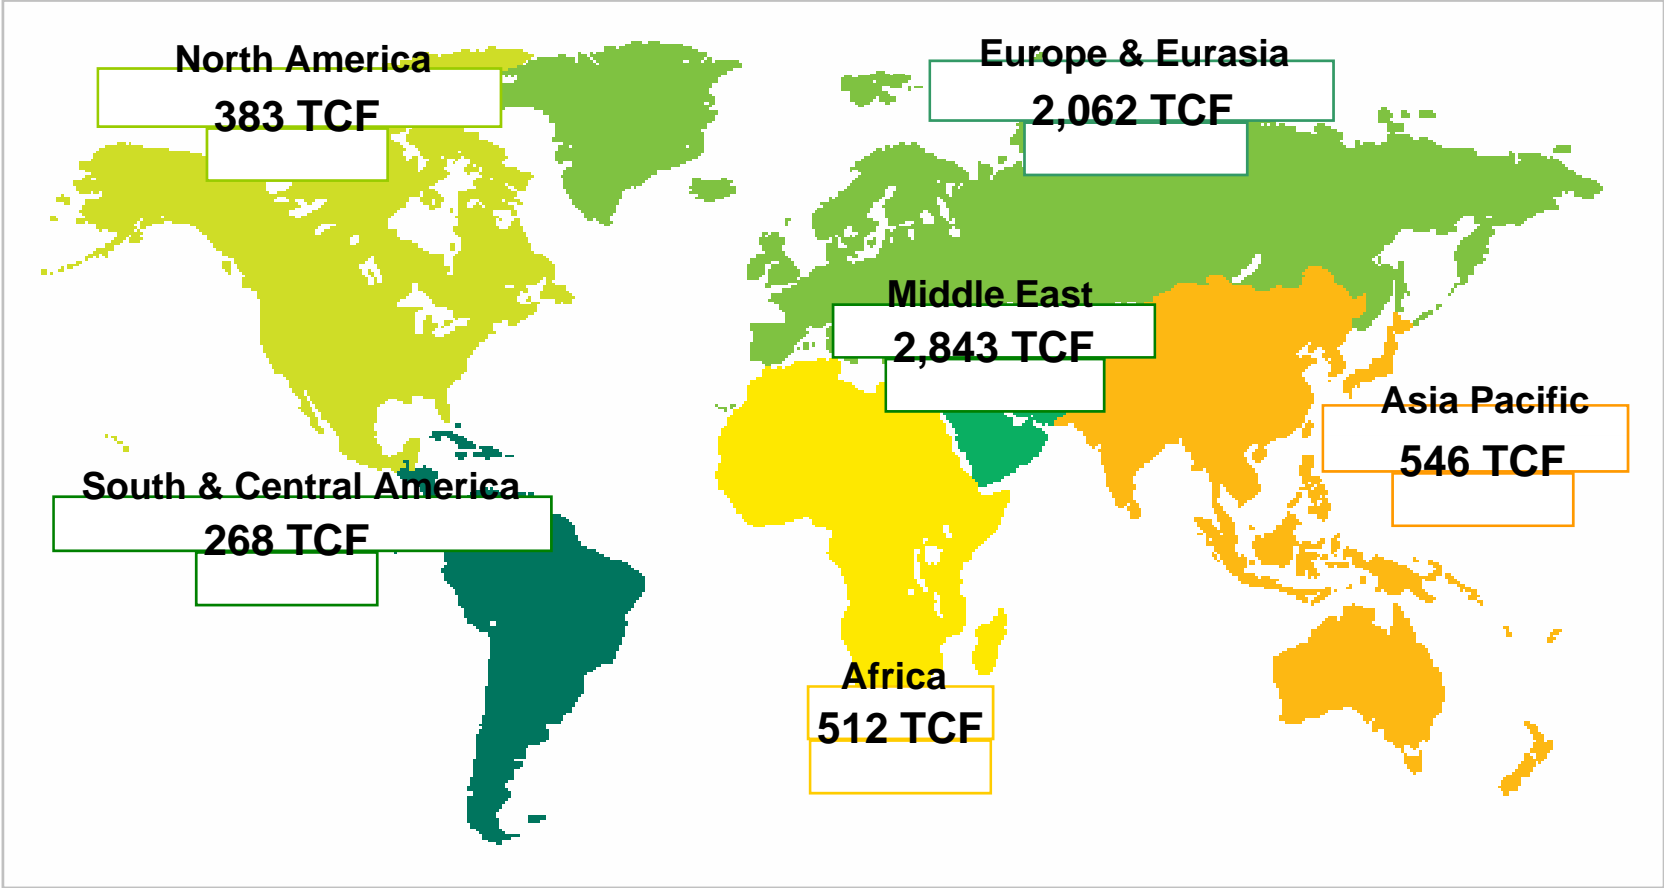 North America
383 TCF
Europe & Eurasia
2,062 TCF
Middle East
2,843 TCF
Asia Pacific
546 TCF
South & Central America
268 TCF
Africa
512 TCF